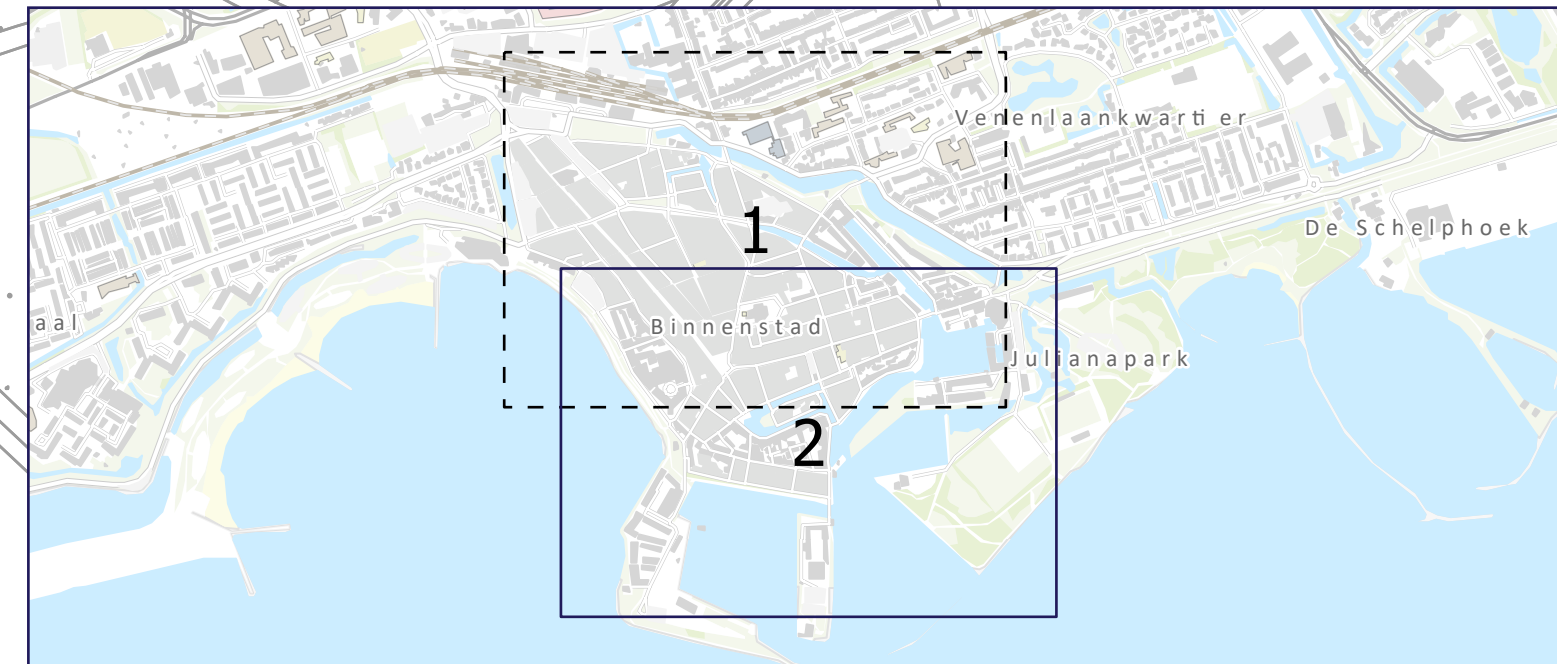 Venenlaankwartier
1
De Schelphoek
aal
Binnenstad
Julianapark
2